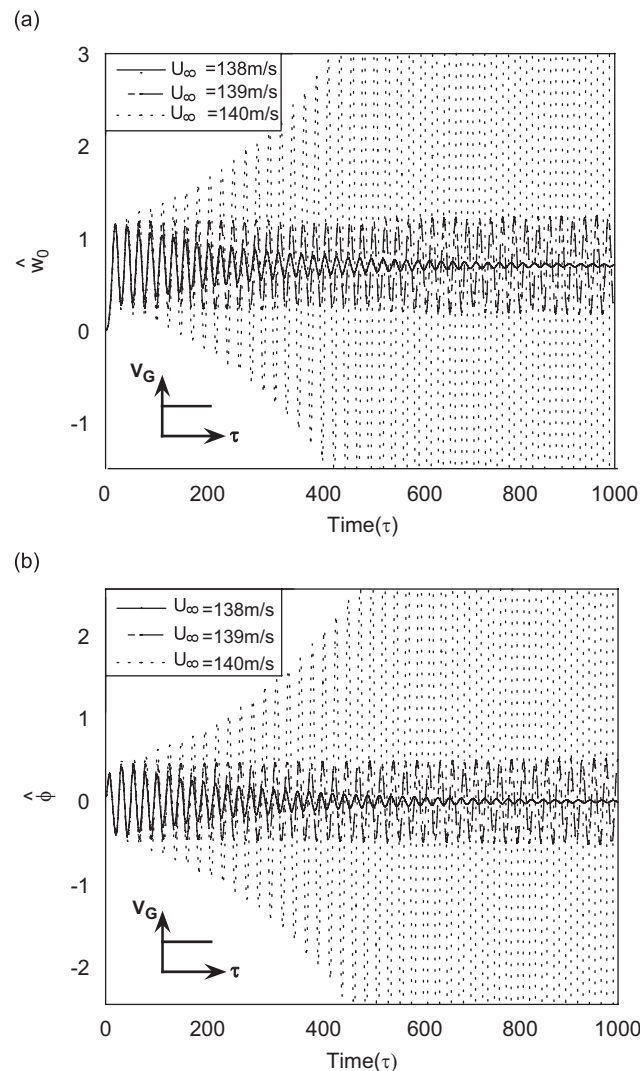 (a)
3
2
1
0
-1
ŵ0
U∞ =138m/s
U∞ =139m/s
U∞ =140m/s
VG
τ
0 200 400 600 800 1000
Time(τ)
(b)
2
1
0
-1
-2
ϕ̂
U∞ =138m/s
U∞ =139m/s
U∞ =140m/s
VG
τ
0 200 400 600 800 1000
Time(τ)